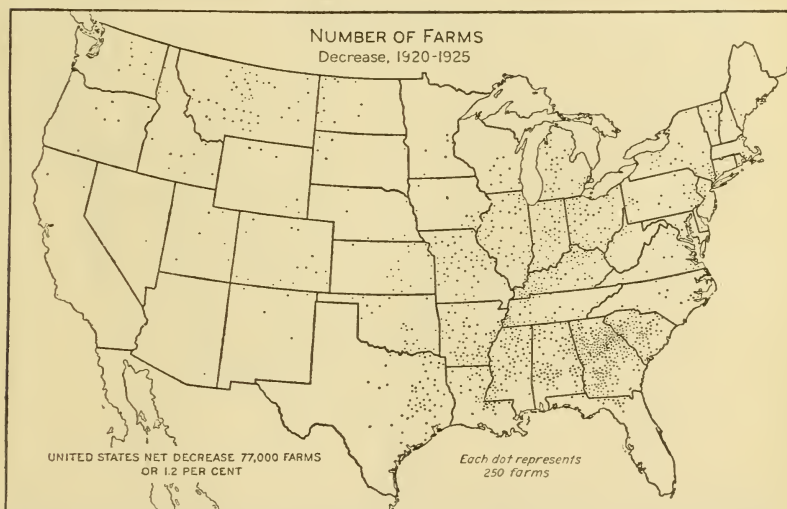 NUMBER OF FARMS
Decrease, 1920-1925
UNITED STATES NET DECREASE 77,000 FARMS
OR 1.2 PER CENT
Each dot represents
250 farms